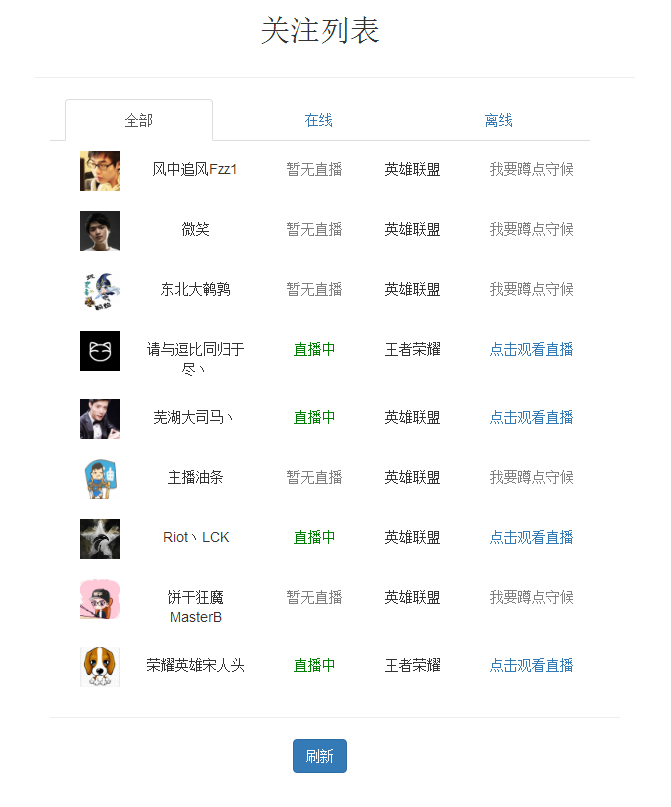 关注列表
全部 在线 离线
风中追风Fzz1 暂无直播 英雄联盟 我要蹲点守候
微笑 暂无直播 英雄联盟 我要蹲点守候
东北大鹌鹑 暂无直播 英雄联盟 我要蹲点守候
请与逗比同归于 直播中 王者荣耀 点击观看直播
尽丶
芜湖大司马丶 直播中 英雄联盟 点击观看直播
主播油条 暂无直播 英雄联盟 我要蹲点守候
Riot丶LCK 直播中 英雄联盟 点击观看直播
饼干狂魔 暂无直播 英雄联盟 我要蹲点守候
MasterB
荣耀英雄宋人头 直播中 王者荣耀 点击观看直播
刷新